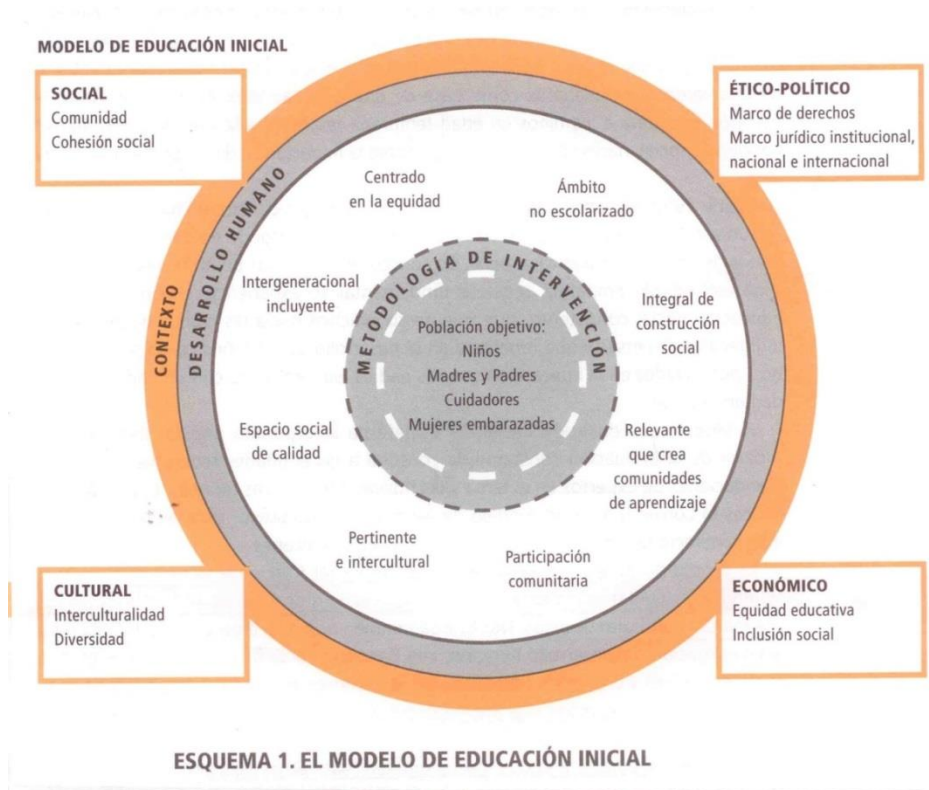 MODELO DE EDUCACIÓN INICIAL
SOCIAL
Comunidad
Cohesión social
ÉTICO-POLÍTICO
Marco de derechos
Marco jurídico institucional,
nacional e internacional
CONTEXTO
DESARROLLO HUMANO
Centrado
en la equidad
Ámbito
no escolarizado
Intergeneracional
incluyente
METODOLOGÍA DE INTERVENCIÓN
Población objetivo:
Niños
Madres y Padres
Cuidadores
Mujeres embarazadas
Integral de
construcción
social
Espacio social
de calidad
Relevante
que crea
comunidades
de aprendizaje
Pertinente
e intercultural
Participación
comunitaria
CULTURAL
Interculturalidad
Diversidad
ECONÓMICO
Equidad educativa
Inclusión social
ESQUEMA 1. EL MODELO DE EDUCACIÓN INICIAL